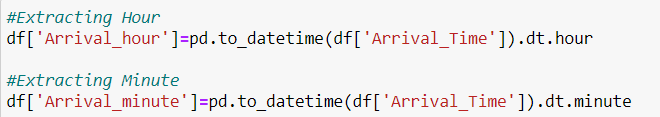 #Extracting Hour
df['Arrival_hour']=pd.to_datetime(df['Arrival_Time']).dt.hour
#Extracting Minute
df['Arrival_minute']=pd.to_datetime(df['Arrival_Time']).dt.minute